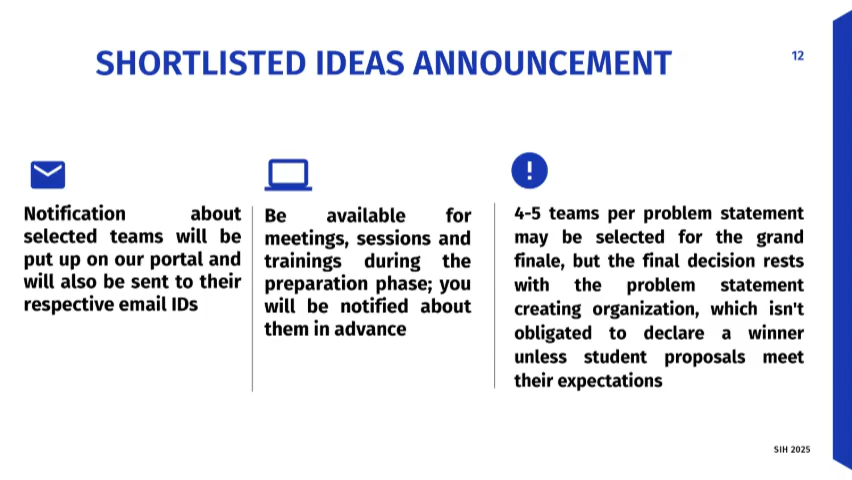 SHORTLISTED IDEAS ANNOUNCEMENT
12
Notification about
selected teams will be
put up on our portal and
will also be sent to their
respective email IDs
Be available for
meetings, sessions and
trainings during the
preparation phase; you
will be notified about
them in advance
4-5 teams per problem statement
may be selected for the grand
finale, but the final decision rests
with the problem statement
creating organization, which isn't
obligated to declare a winner
unless student proposals meet
their expectations
SIH 2025